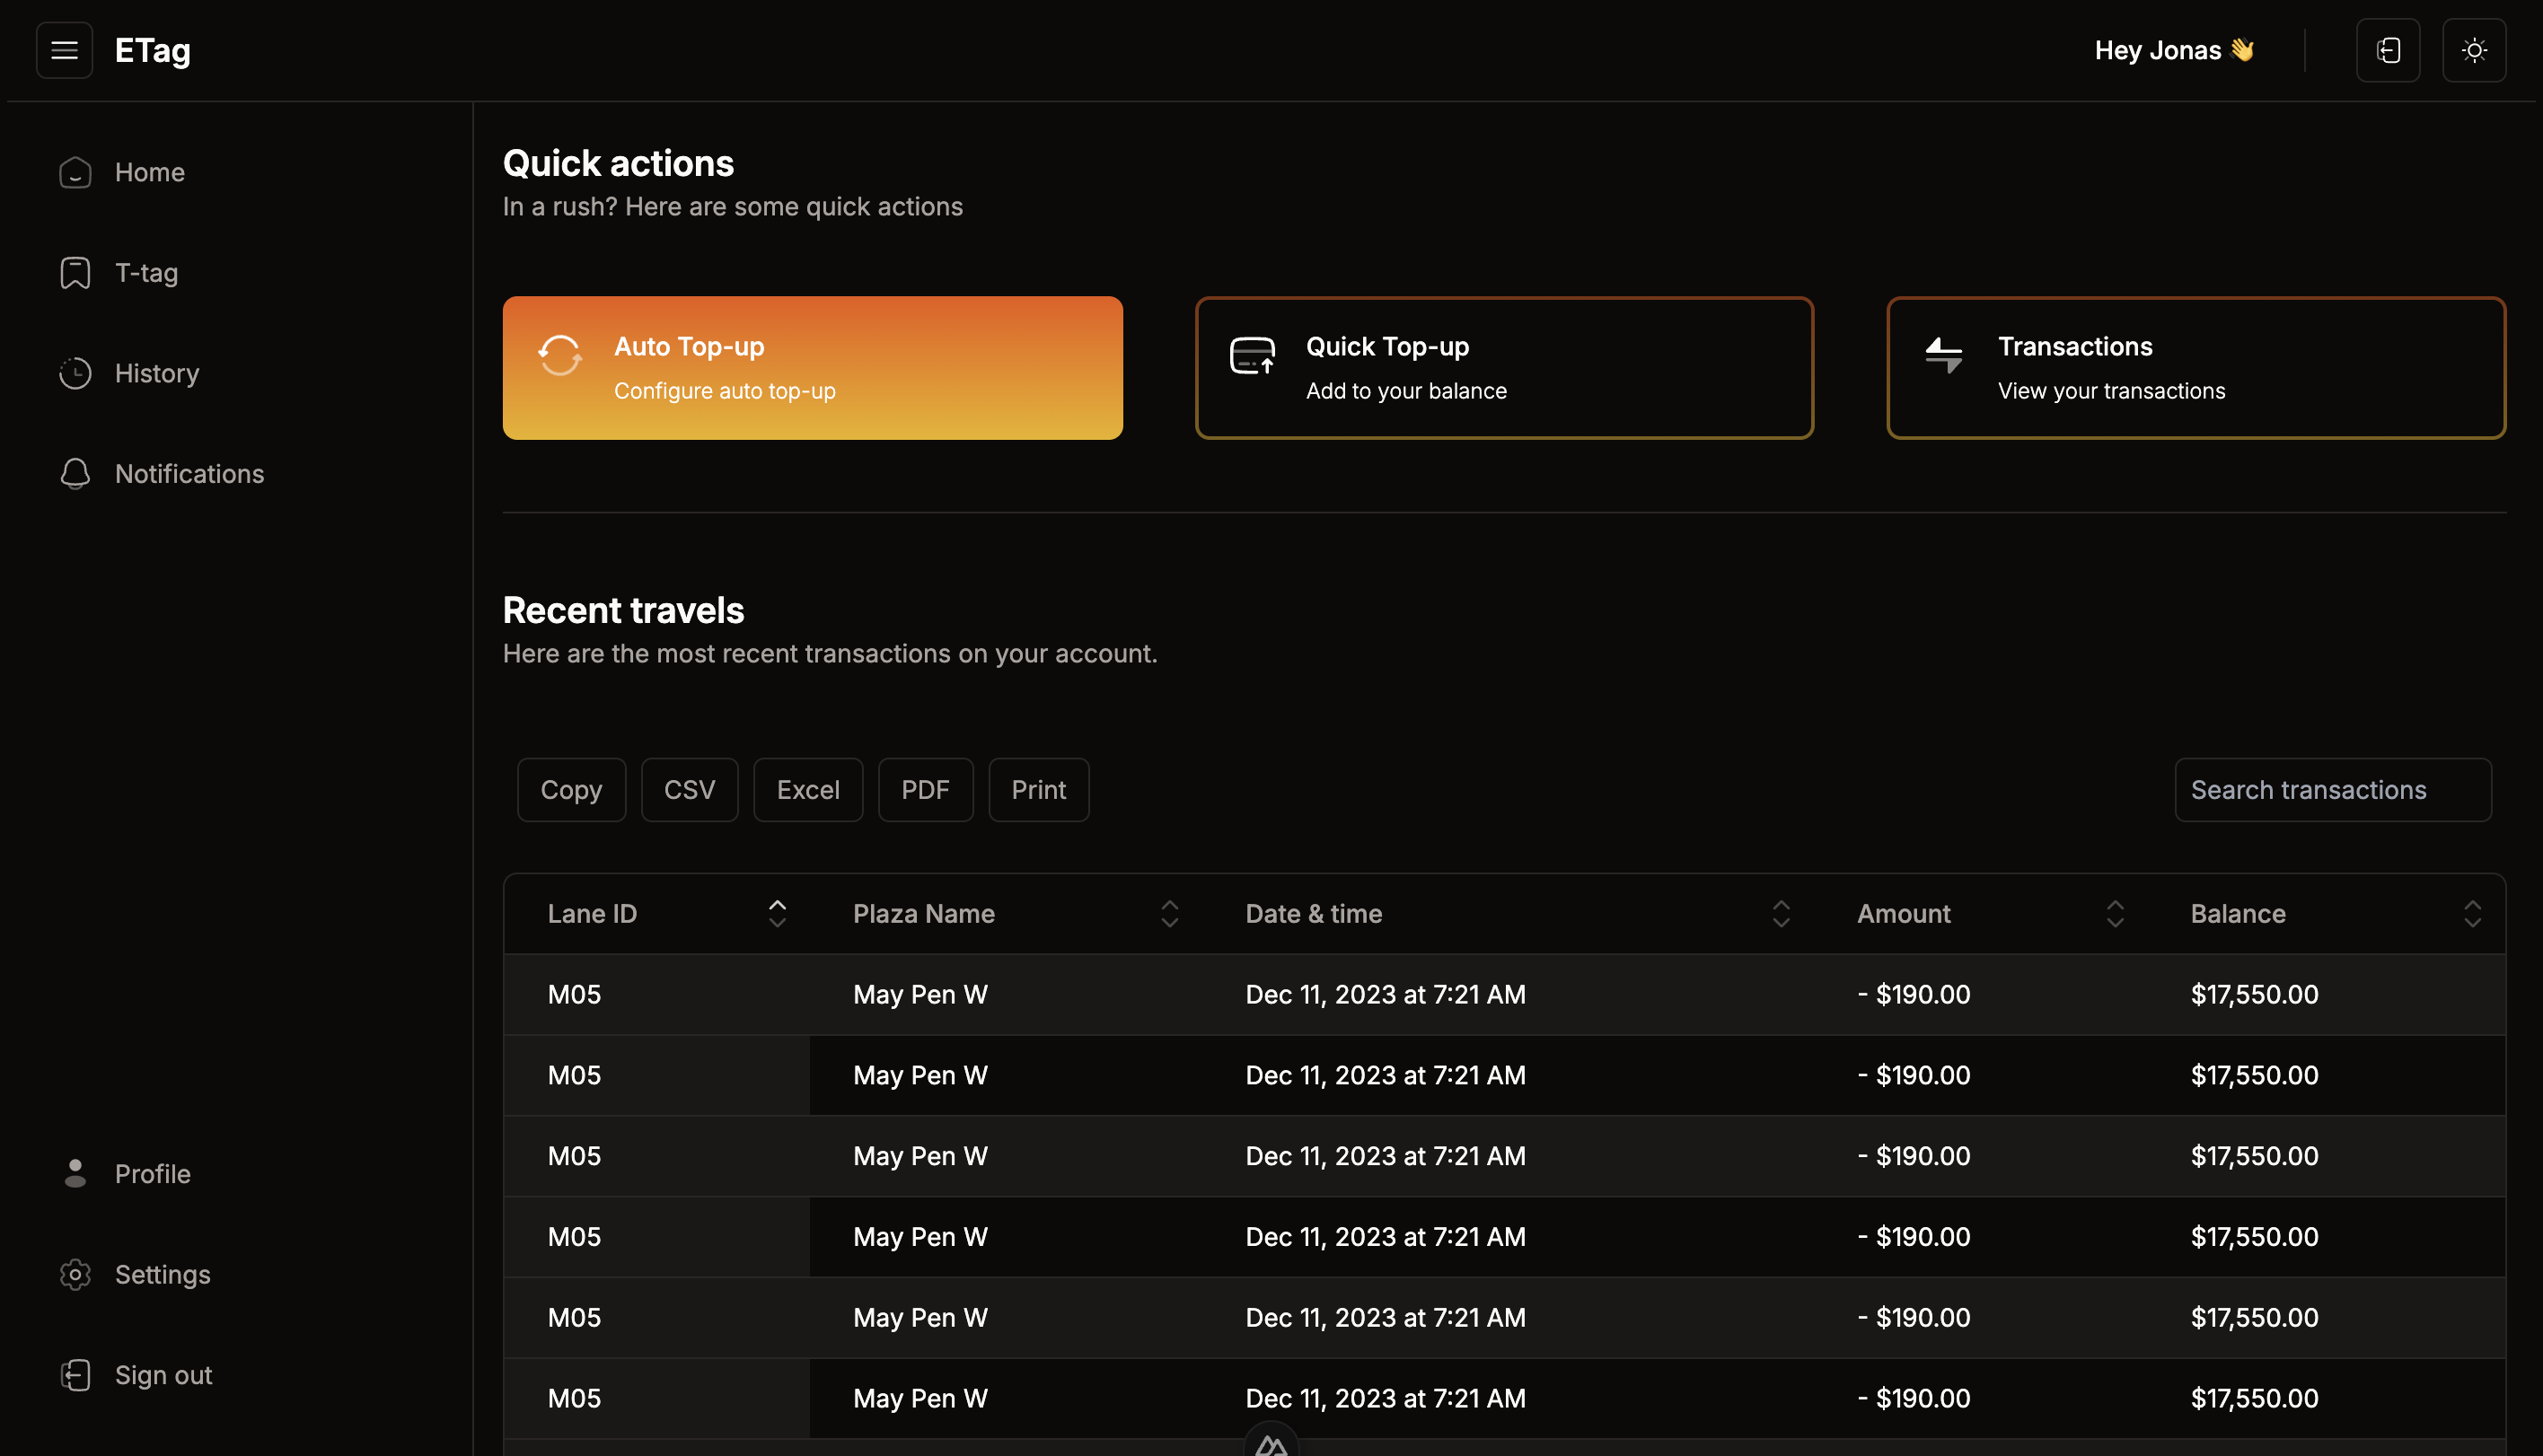 ETag
Hey Jonas 👋
Home
T-tag
History
Notifications
Profile
Settings
Sign out
Quick actions
In a rush? Here are some quick actions
Auto Top-up
Configure auto top-up
Quick Top-up
Add to your balance
Transactions
View your transactions
Recent travels
Here are the most recent transactions on your account.
Copy CSV Excel PDF Print Search transactions
Lane ID Plaza Name Date & time Amount Balance
M05 May Pen W Dec 11, 2023 at 7:21 AM - $190.00 $17,550.00
M05 May Pen W Dec 11, 2023 at 7:21 AM - $190.00 $17,550.00
M05 May Pen W Dec 11, 2023 at 7:21 AM - $190.00 $17,550.00
M05 May Pen W Dec 11, 2023 at 7:21 AM - $190.00 $17,550.00
M05 May Pen W Dec 11, 2023 at 7:21 AM - $190.00 $17,550.00
M05 May Pen W Dec 11, 2023 at 7:21 AM - $190.00 $17,550.00